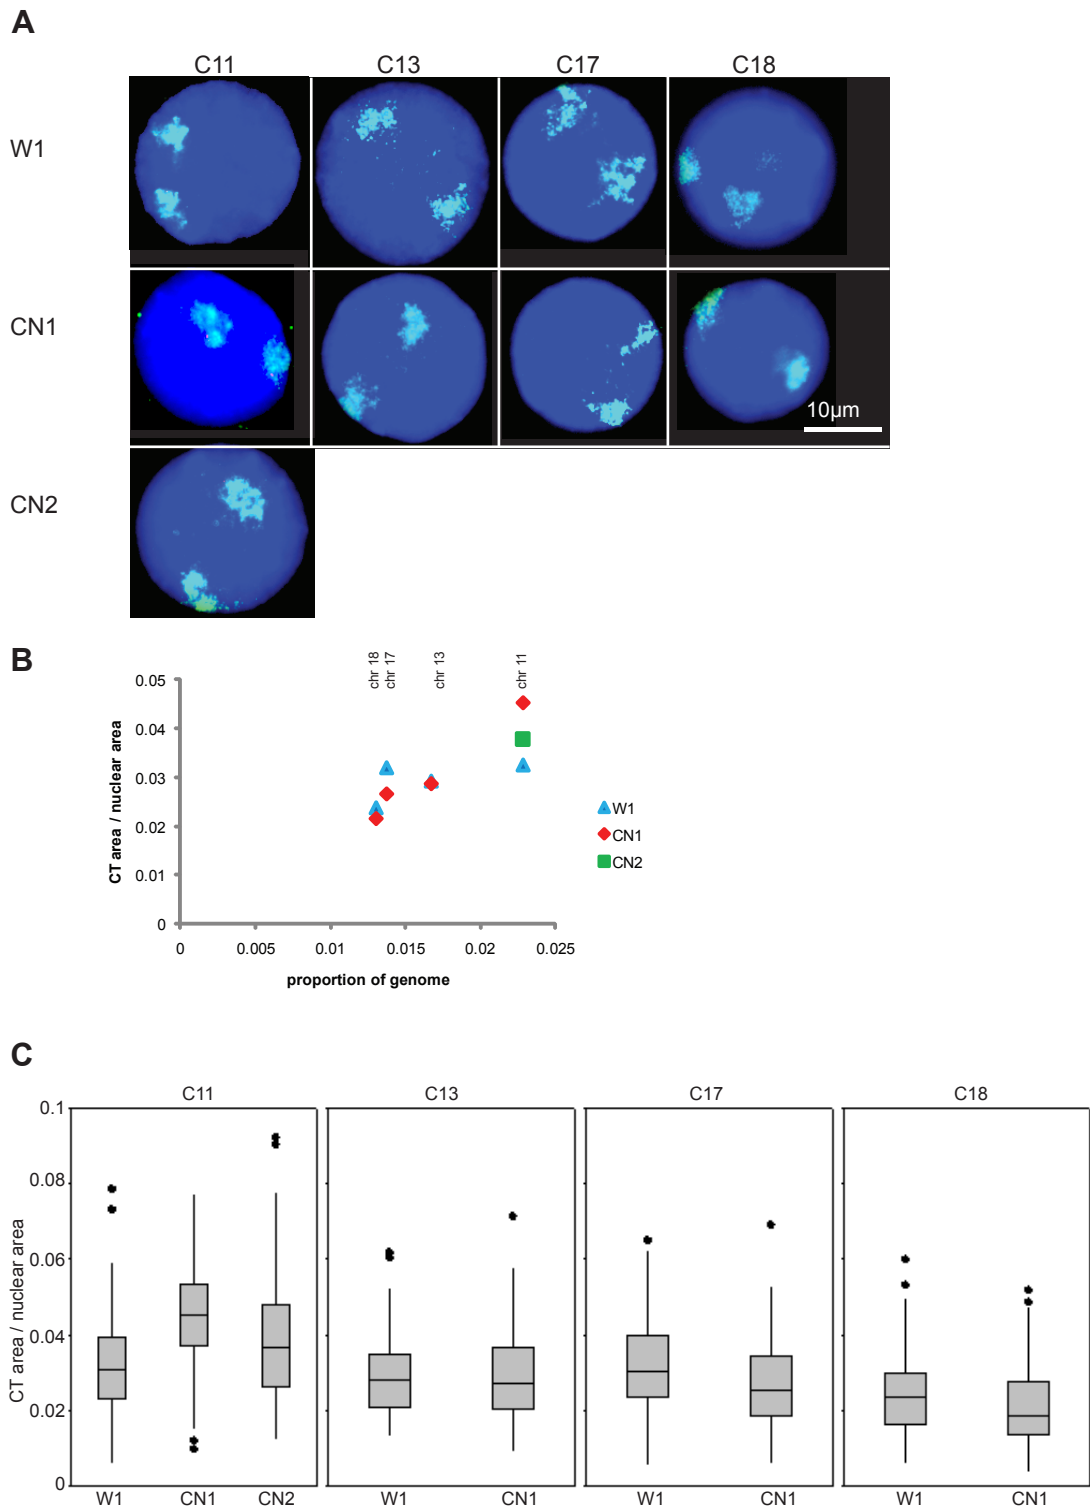 A
C11 C13 C17 C18
W1
CN1
10µm
CN2
B
chr 18
chr 17
chr 13
chr 11
0.05
0.04
0.03
0.02
0.01
0
CT area / nuclear area
0 0.005 0.01 0.015 0.02 0.025
proportion of genome
W1
CN1
CN2
C
C11 C13 C17 C18
0.1
0.08
0.06
0.04
0.02
0
CT area / nuclear area
W1 CN1 CN2 W1 CN1 W1 CN1 W1 CN1